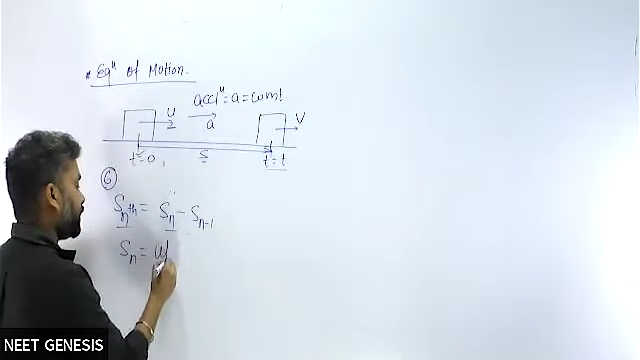 Eqⁿ of Motion.
accⁿ = a = const
u
a
v
t=0,
s
t=t
6
Sₙth = Sₙ - Sₙ₋₁
Sₙ = u
NEET GENESIS